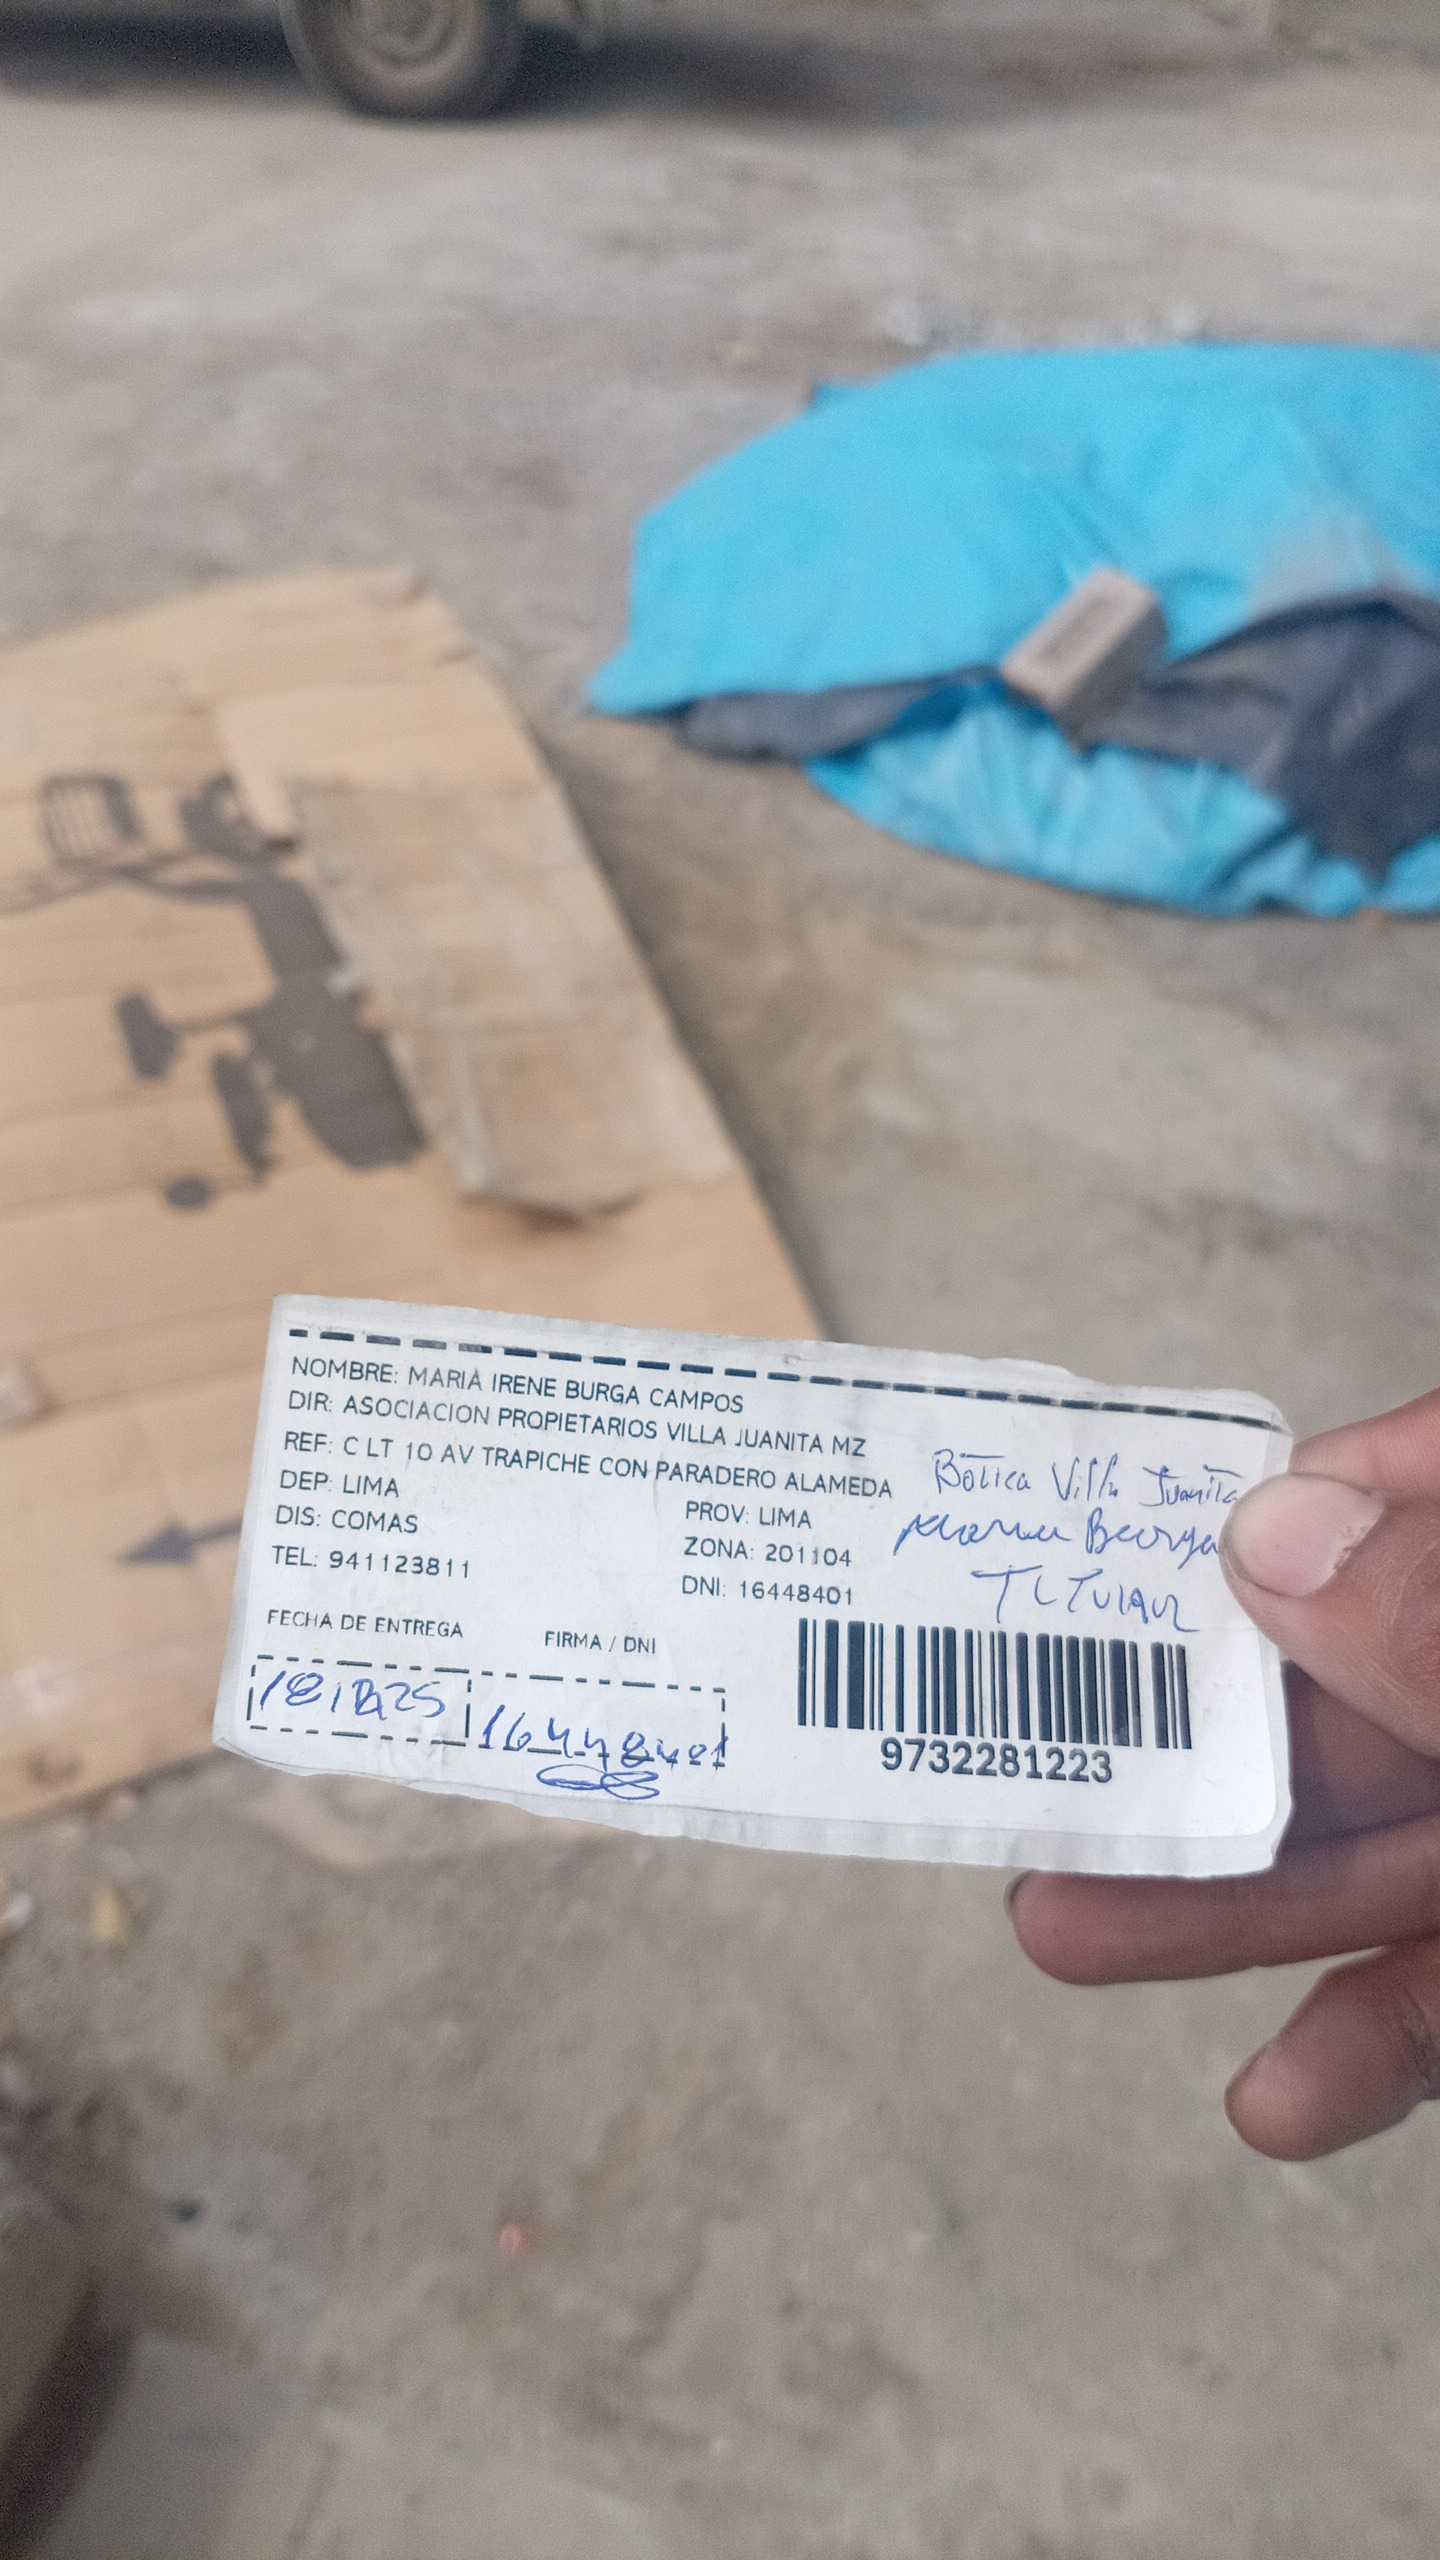 NOMBRE: MARIA IRENE BURGA CAMPOS
DIR: ASOCIACION PROPIETARIOS VILLA JUANITA MZ
REF: C LT 10 AV TRAPICHE CON PARADERO ALAMEDA
DEP: LIMA
PROV: LIMA
DIS: COMAS
ZONA: 201104
TEL: 941123811
DNI: 16448401
Botica Villa Juanita
Maria Burga
TITULAR
FECHA DE ENTREGA
FIRMA / DNI
16448401
9732281223